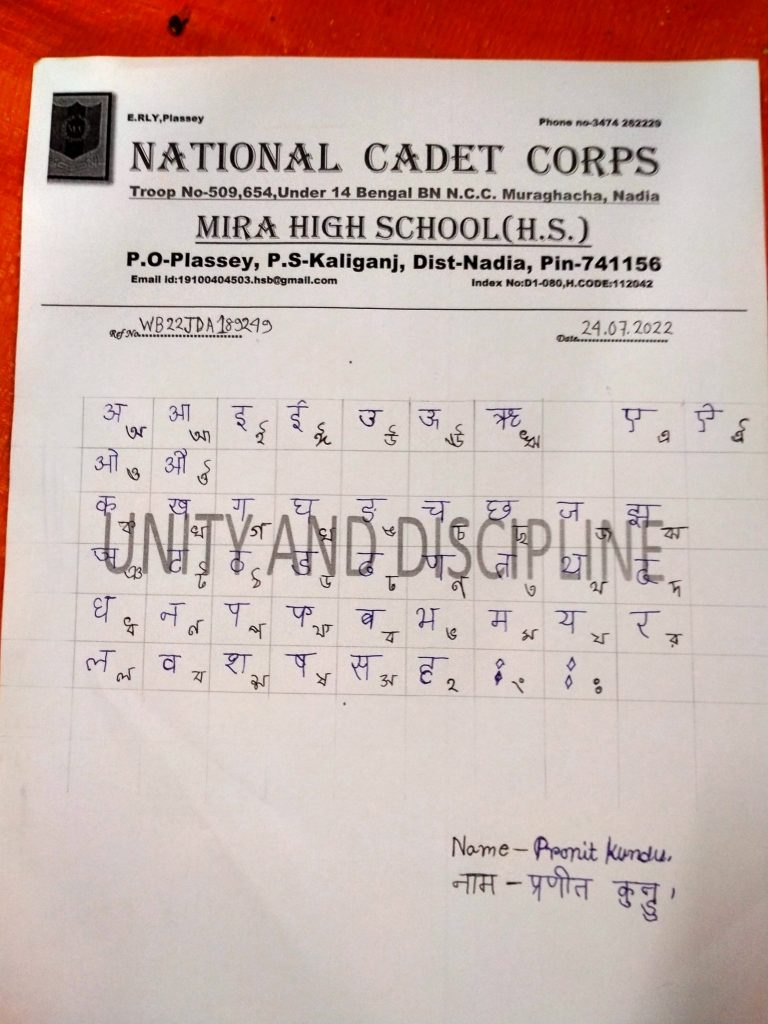 E.RLY,Plassey Phone no-3474 262229
NATIONAL CADET CORPS
Troop No-509,654,Under 14 Bengal BN N.C.C. Muraghacha, Nadia
MIRA HIGH SCHOOL(H.S.)
P.O-Plassey, P.S-Kaliganj, Dist-Nadia, Pin-741156
Email id:19100404503.hsb@gmail.com Index No:D1-080,H.CODE:112042
Ref No. WB22JDA189249 Date 24.07.2022
अ অ आ আ इ ই ई ঈ उ উ ऊ ঊ ऋ ঋ ए এ ऐ ঐ
ओ ও औ ঔ
क ক ख খ ग গ घ ঘ ङ ঙ च চ छ ছ ज জ झ ঝ
UNITY AND DISCIPLINE
ञ ঞ ट ট ठ ঠ ड ড ढ ঢ ण ণ त ত थ থ द দ
ध ধ न ন प প फ ফ ब ব भ ভ म ম य য र র
ल ল व য श শ ष ষ स স ह হ
Name - Pronit Kundu.
नाम - प्रणीत कुन्डु,